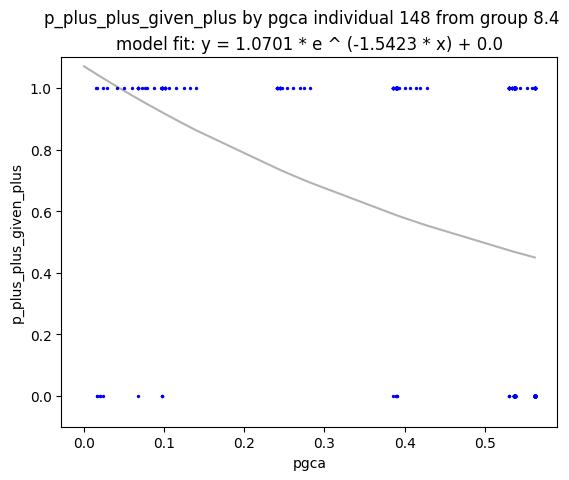 p_plus_plus_given_plus by pgca individual 148 from group 8.4
model fit: y = 1.0701 * e ^ (-1.5423 * x) + 0.0
p_plus_plus_given_plus
1.0
0.8
0.6
0.4
0.2
0.0
0.0 0.1 0.2 0.3 0.4 0.5
pgca